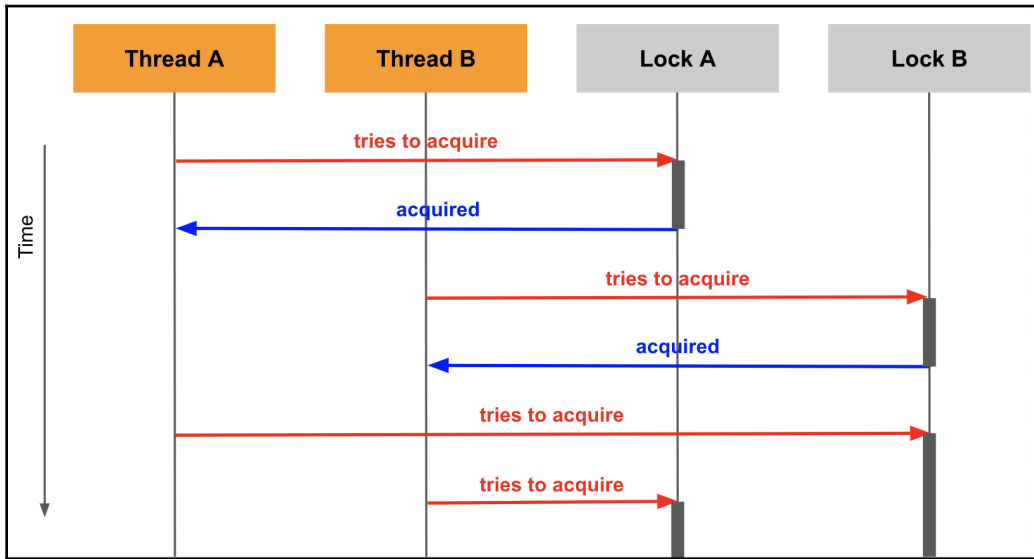 Thread A
Thread B
Lock A
Lock B
tries to acquire
acquired
Time
tries to acquire
acquired
tries to acquire
tries to acquire